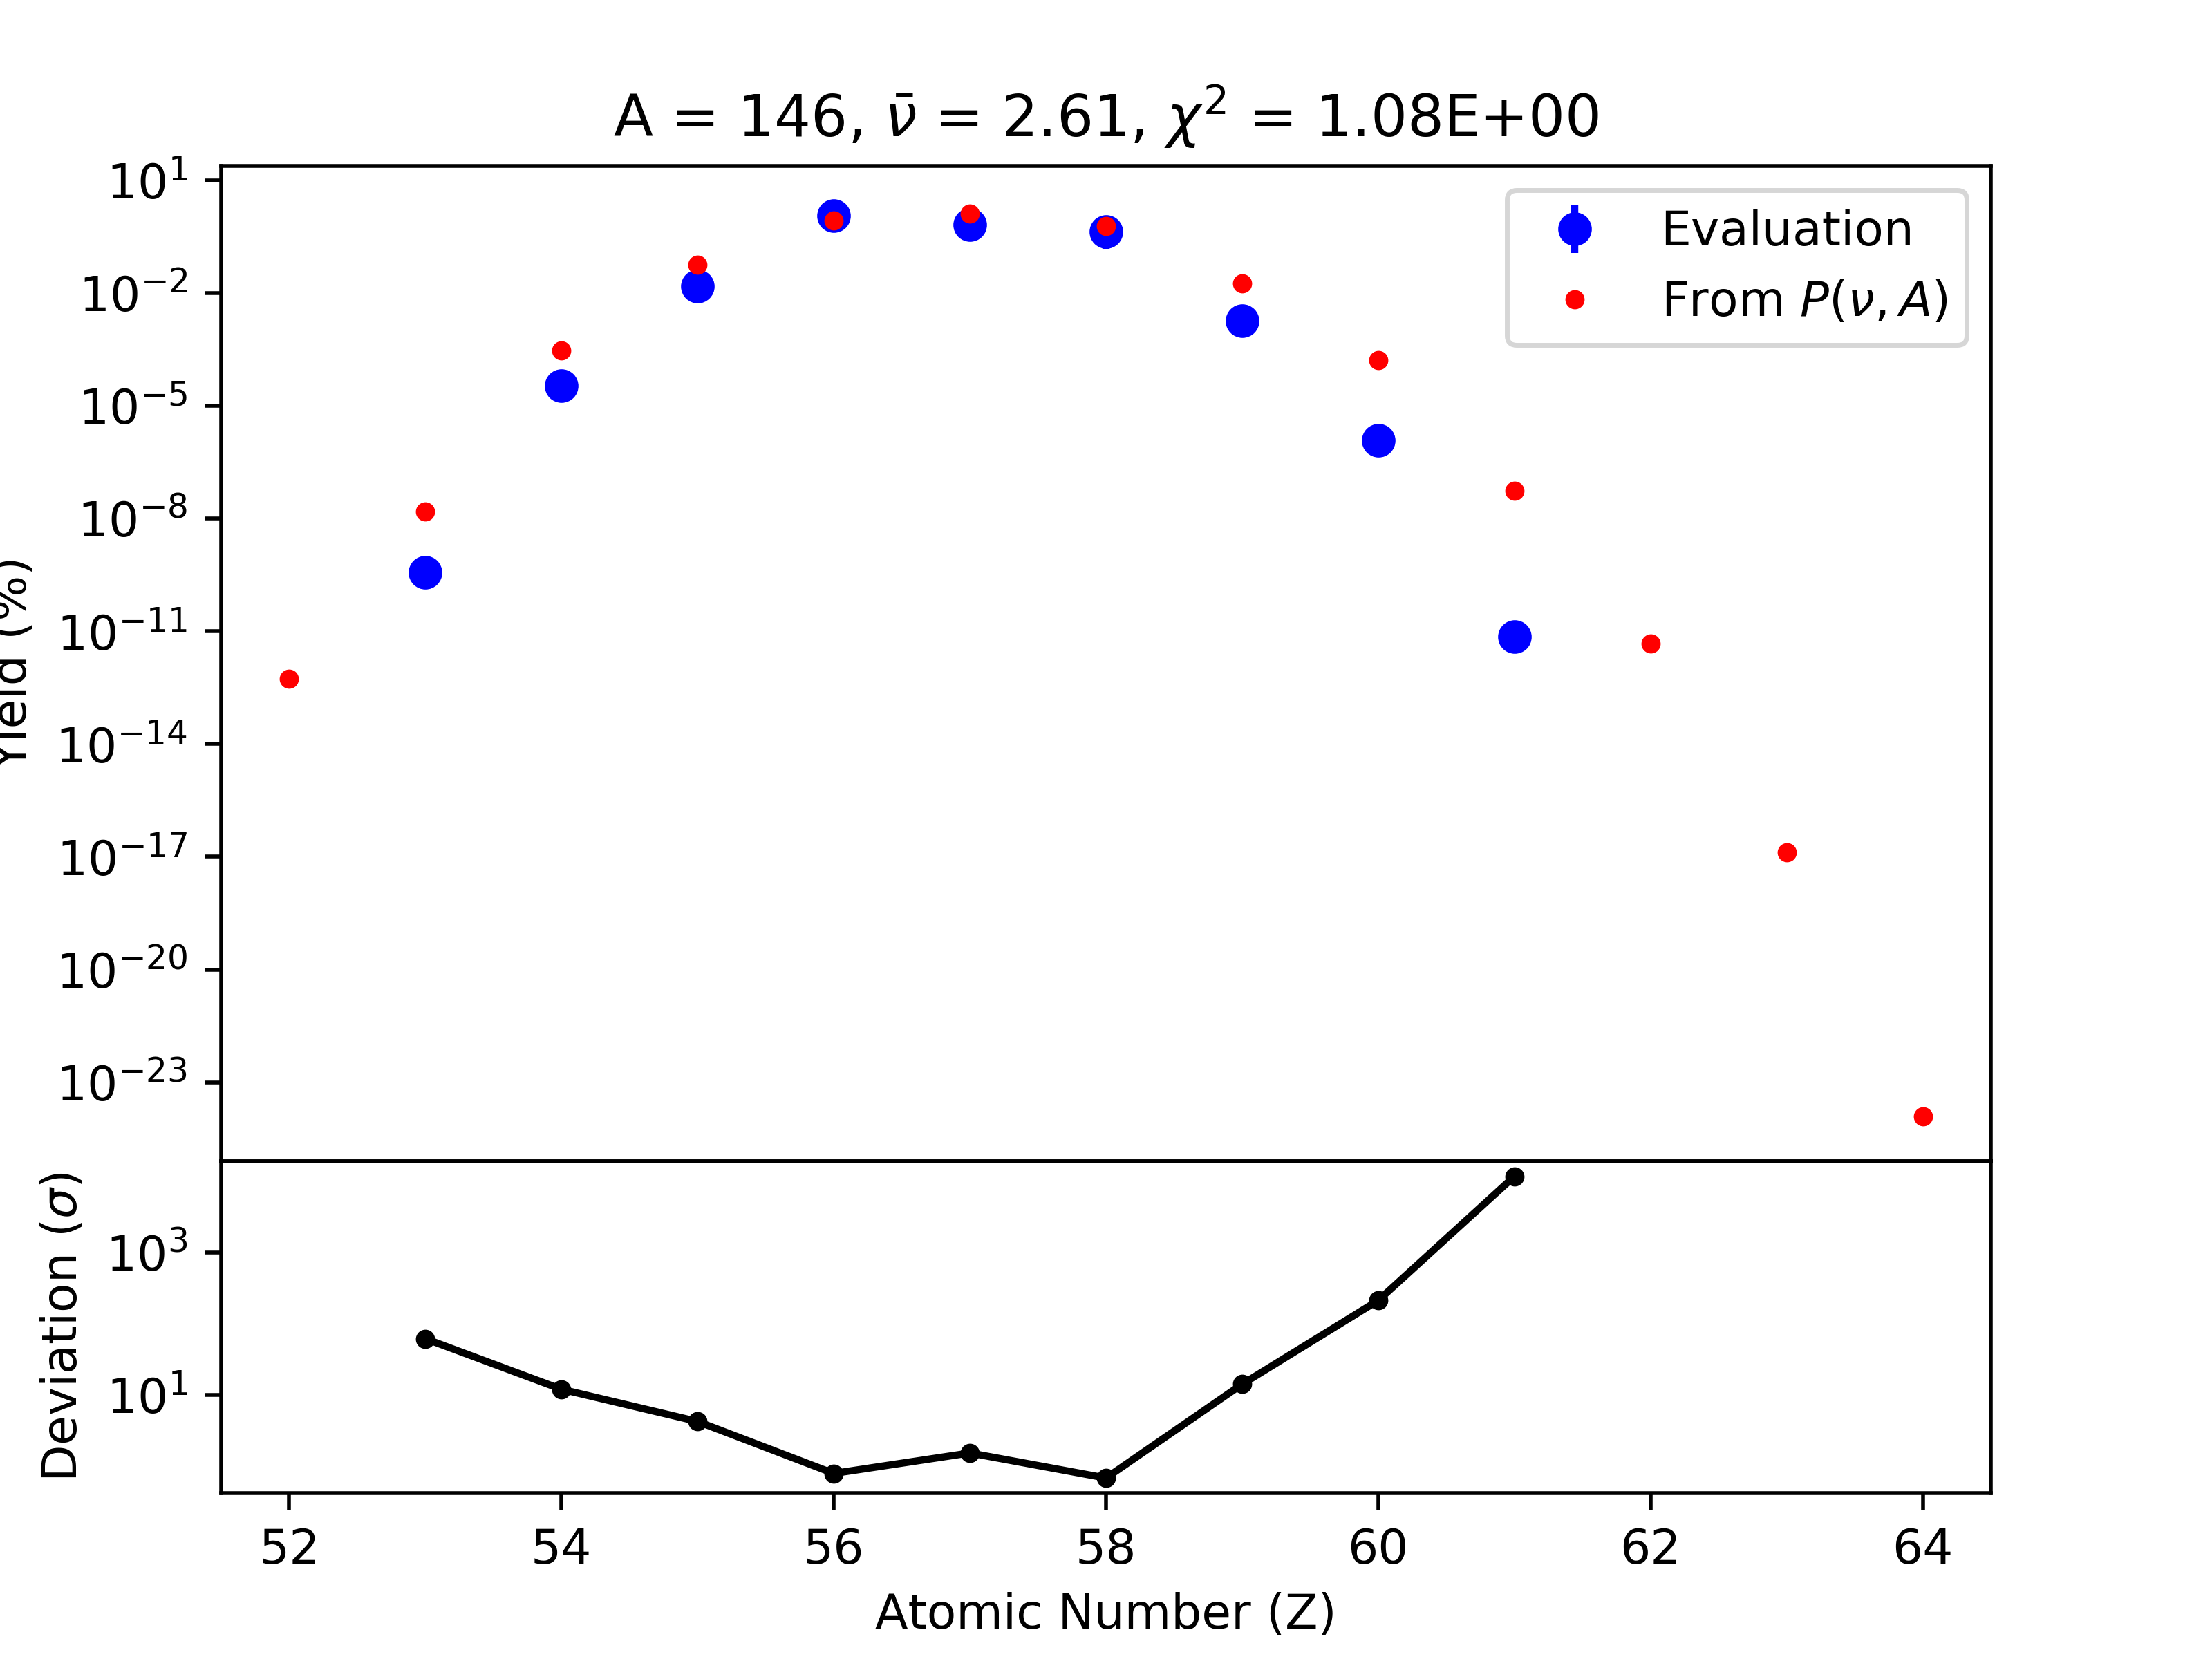 A = 146, ν̄ = 2.61, χ² = 1.08E+00
Evaluation
From P(ν, A)
Yield (%)
10¹
10⁻²
10⁻⁵
10⁻⁸
10⁻¹¹
10⁻¹⁴
10⁻¹⁷
10⁻²⁰
10⁻²³
Deviation (σ)
10³
10¹
52 54 56 58 60 62 64
Atomic Number (Z)